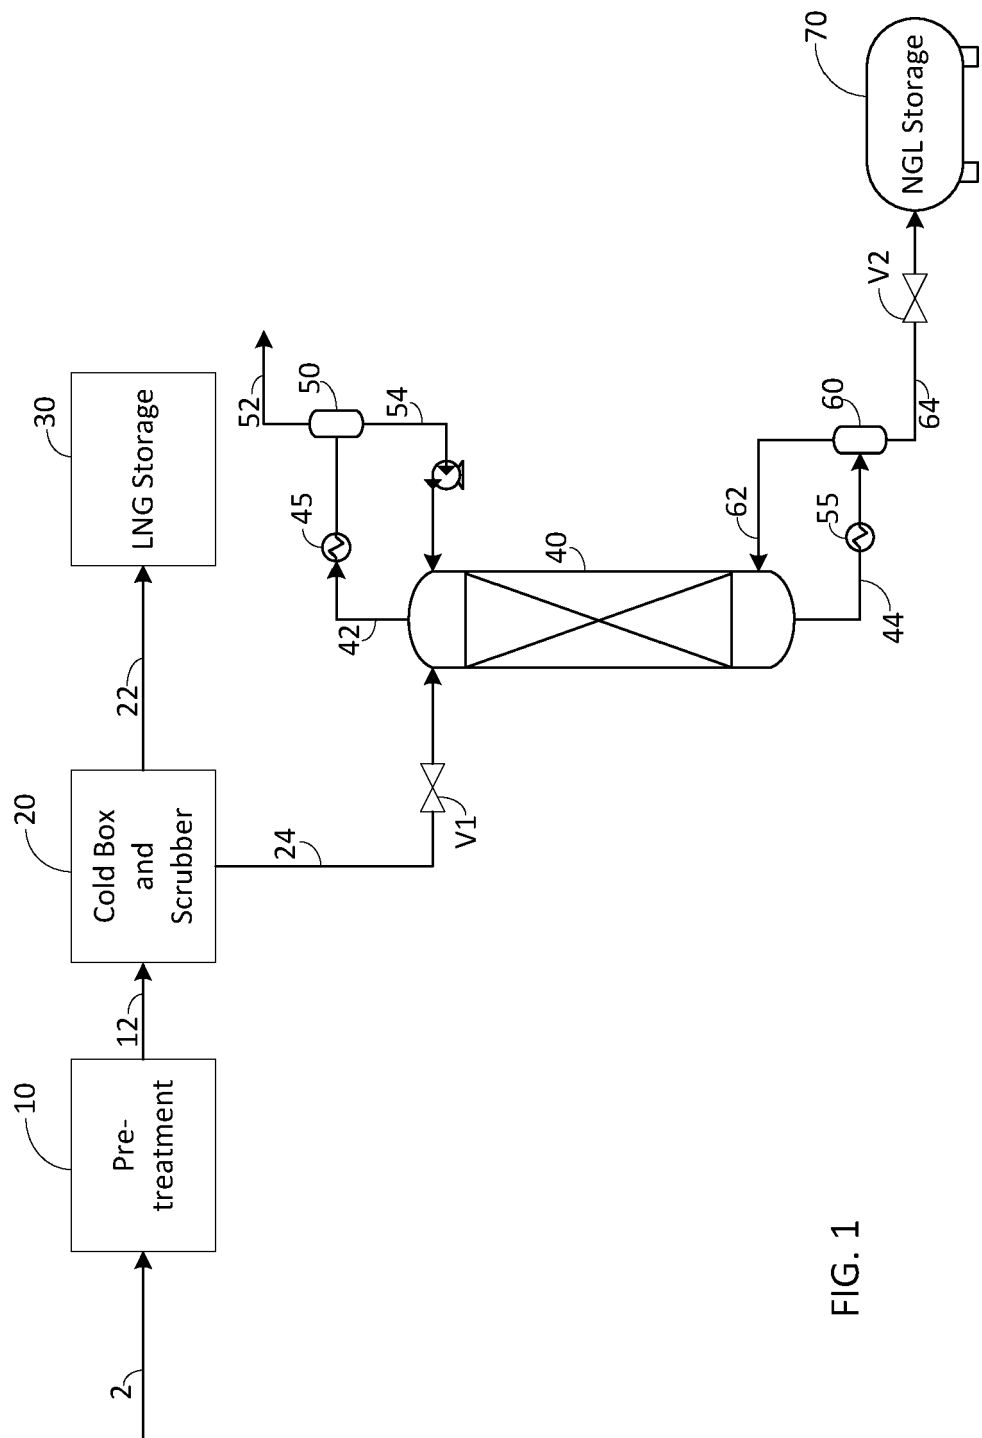 2
10
Pre-
treatment
12
20
Cold Box
and
Scrubber
22
30
LNG Storage
24
V1
42
45
52
50
54
40
62
44
55
60
64
V2
70
NGL Storage
FIG. 1